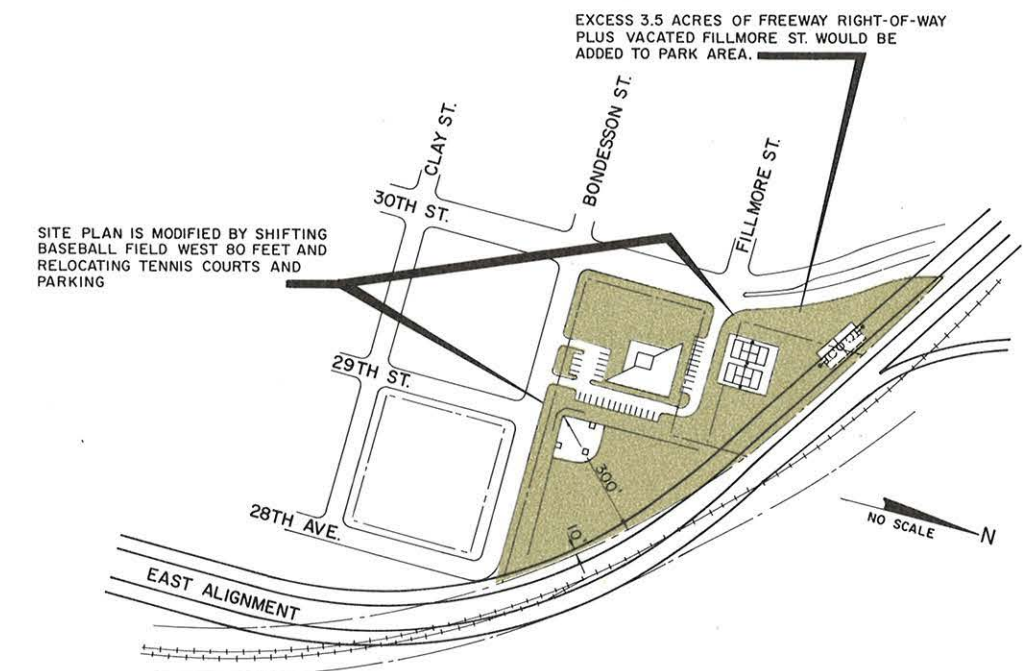 EXCESS 3.5 ACRES OF FREEWAY RIGHT-OF-WAY
PLUS VACATED FILLMORE ST. WOULD BE
ADDED TO PARK AREA.
CLAY ST.
BONDESSON ST.
FILLMORE ST.
30TH ST.
SITE PLAN IS MODIFIED BY SHIFTING
BASEBALL FIELD WEST 80 FEET AND
RELOCATING TENNIS COURTS AND
PARKING
29TH ST.
300'
28TH AVE.
10'
NO SCALE
N
EAST ALIGNMENT